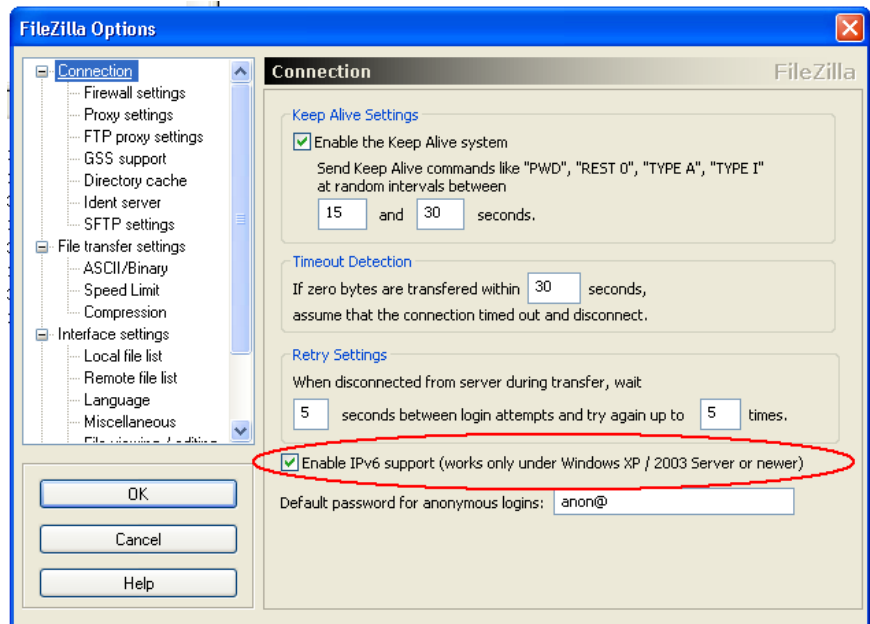 FileZilla Options
Connection
Firewall settings
Proxy settings
FTP proxy settings
GSS support
Directory cache
Ident server
SFTP settings
File transfer settings
ASCII/Binary
Speed Limit
Compression
Interface settings
Local file list
Remote file list
Language
Miscellaneous
File viewing / editing
OK
Cancel
Help
Connection
FileZilla
Keep Alive Settings
Enable the Keep Alive system
Send Keep Alive commands like "PWD", "REST 0", "TYPE A", "TYPE I"
at random intervals between
15 and 30 seconds.
Timeout Detection
If zero bytes are transfered within 30 seconds,
assume that the connection timed out and disconnect.
Retry Settings
When disconnected from server during transfer, wait
5 seconds between login attempts and try again up to 5 times.
Enable IPv6 support (works only under Windows XP / 2003 Server or newer)
Default password for anonymous logins: anon@